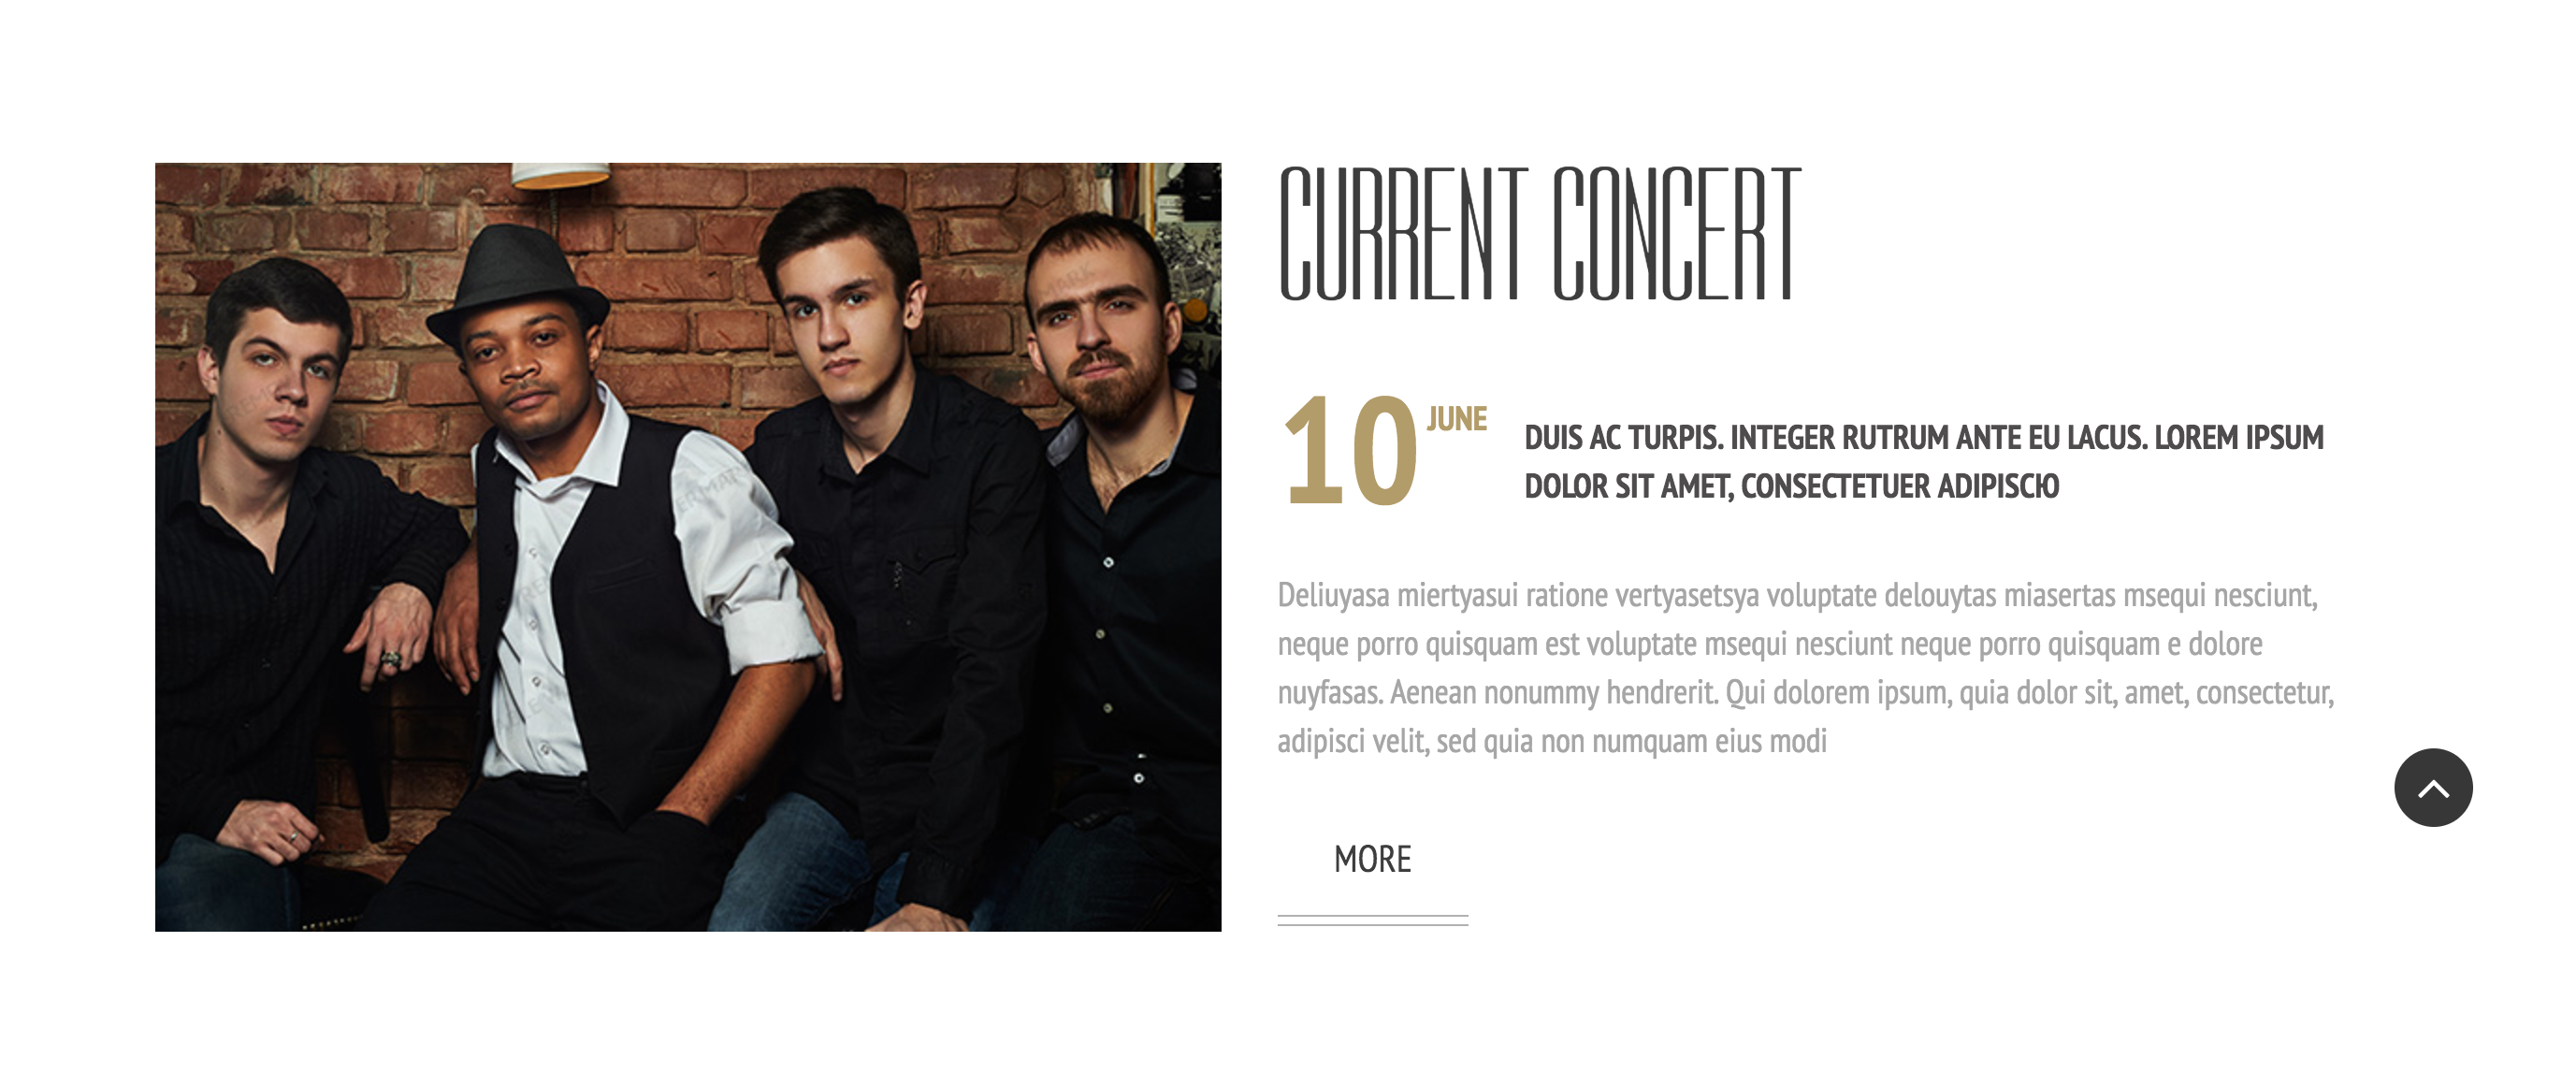 CURRENT CONCERT
10 JUNE
DUIS AC TURPIS. INTEGER RUTRUM ANTE EU LACUS. LOREM IPSUM
DOLOR SIT AMET, CONSECTETUER ADIPISCIO
Deliuyasa miertyasui ratione vertyasetsya voluptate delouytas miasertas msequi nesciunt,
neque porro quisquam est voluptate msequi nesciunt neque porro quisquam e dolore
nuyfasas. Aenean nonummy hendrerit. Qui dolorem ipsum, quia dolor sit, amet, consectetur,
adipisci velit, sed quia non numquam eius modi
MORE